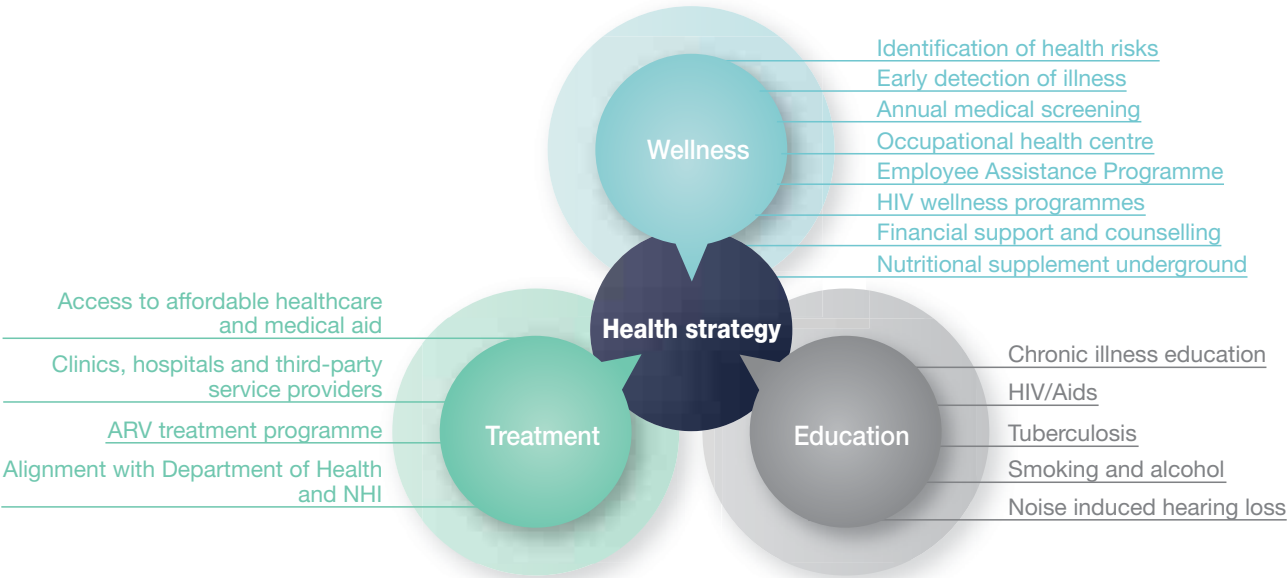 Wellness
Identification of health risks
Early detection of illness
Annual medical screening
Occupational health centre
Employee Assistance Programme
HIV wellness programmes
Financial support and counselling
Nutritional supplement underground
Health strategy
Access to affordable healthcare
and medical aid
Clinics, hospitals and third-party
service providers
ARV treatment programme
Alignment with Department of Health
and NHI
Treatment
Education
Chronic illness education
HIV/Aids
Tuberculosis
Smoking and alcohol
Noise induced hearing loss